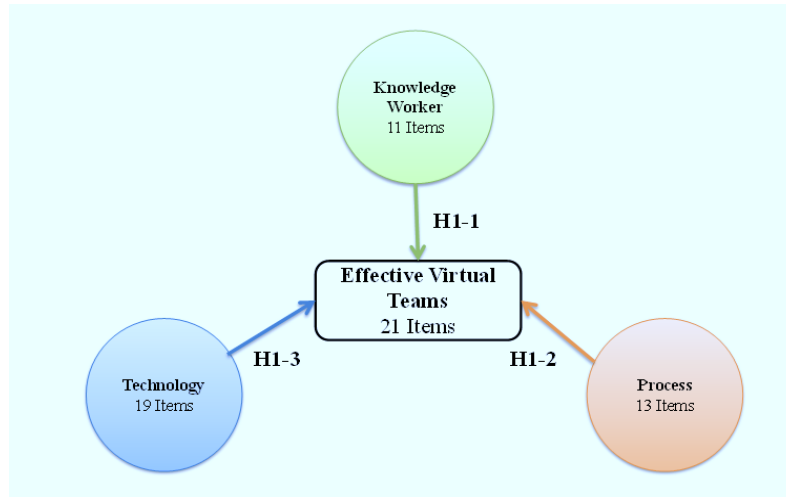 Knowledge
Worker
11 Items
H1-1
Effective Virtual
Teams
21 Items
H1-3
H1-2
Technology
19 Items
Process
13 Items